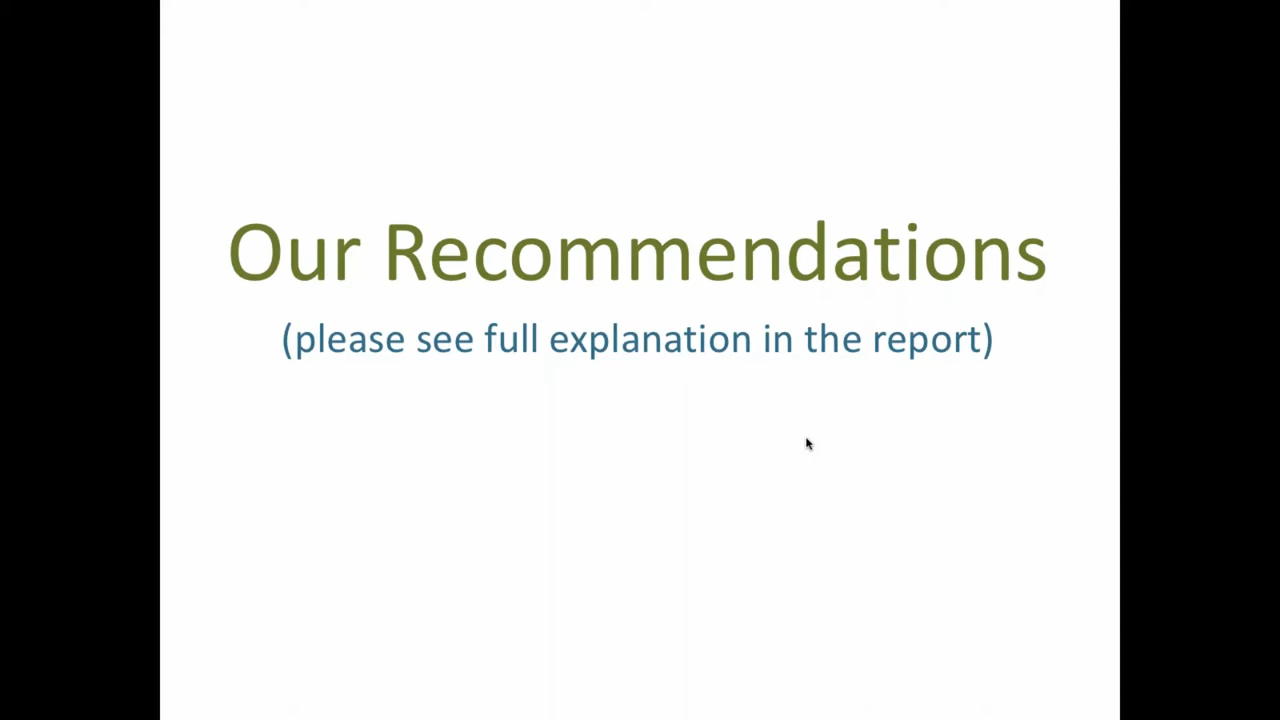 Our Recommendations
(please see full explanation in the report)